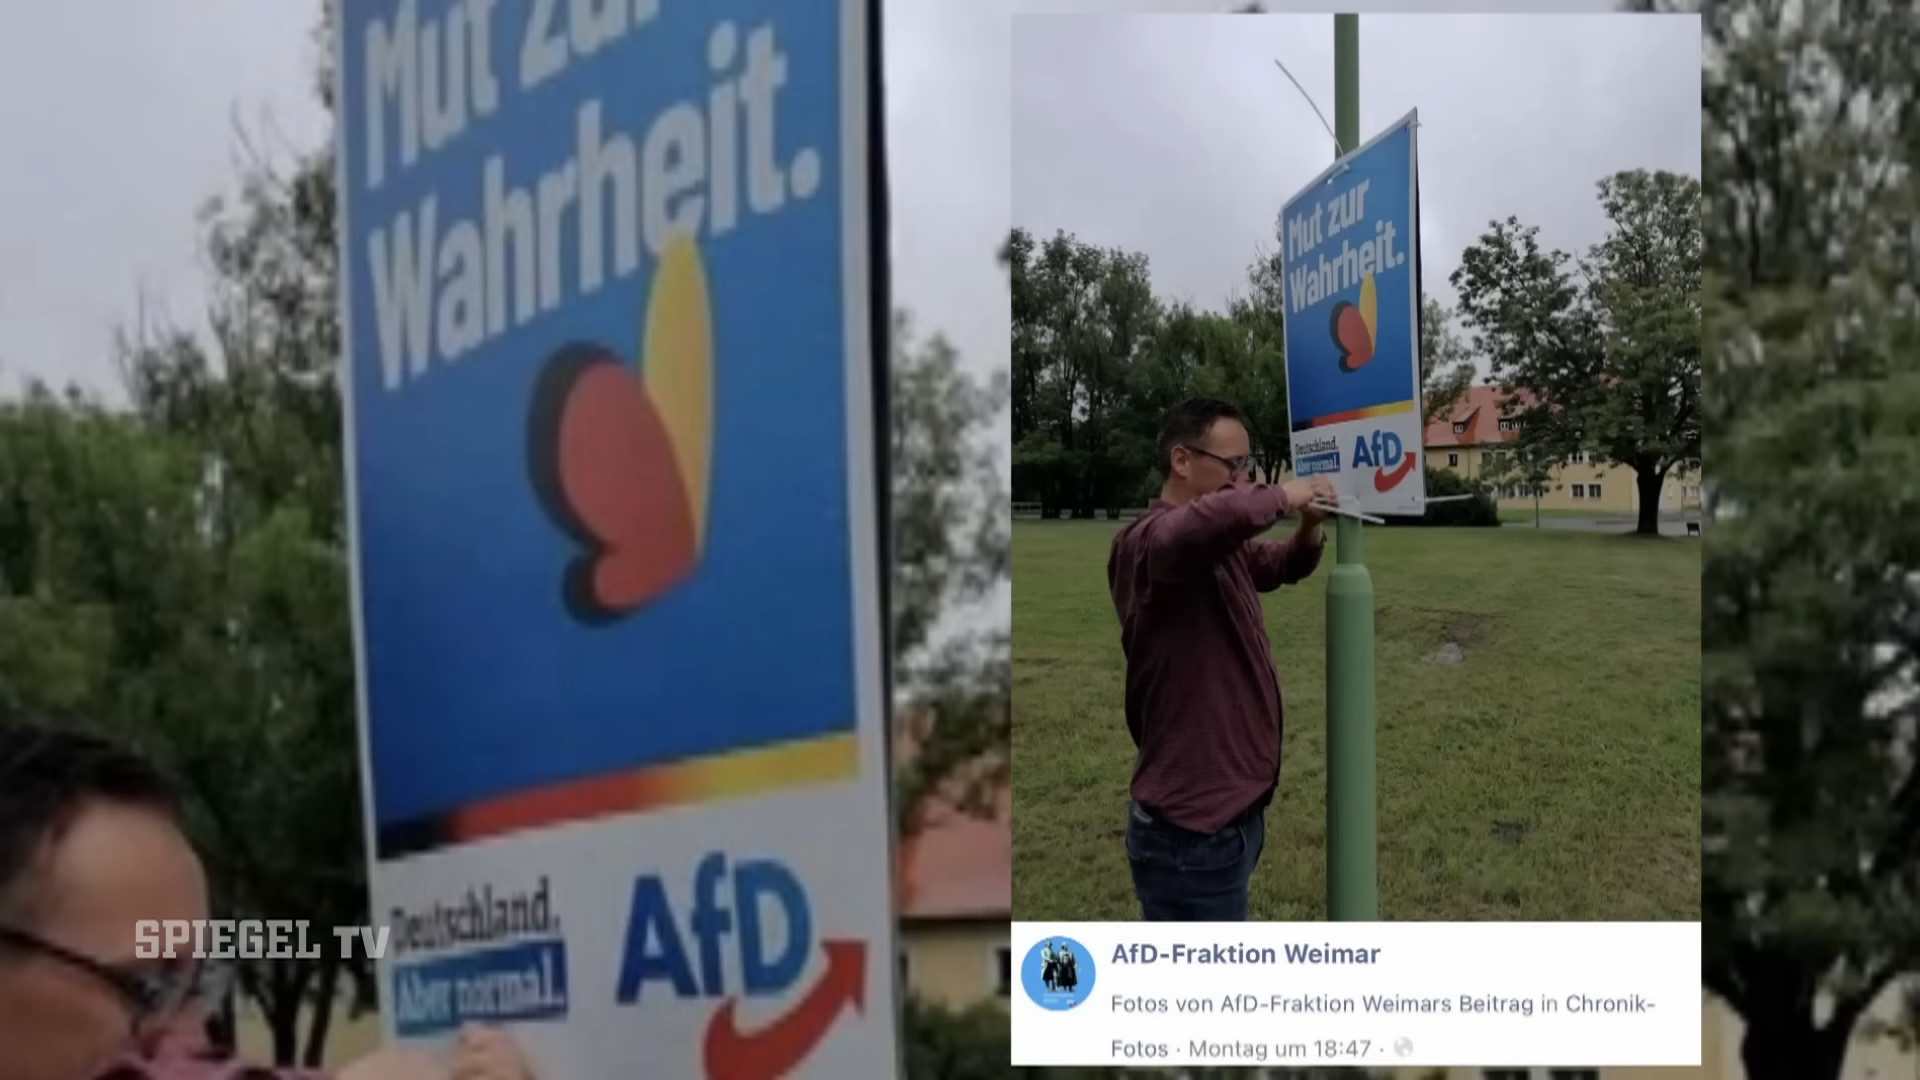 Mut zur
Wahrheit.
Deutschland.
Aber normal.
AfD
SPIEGEL TV
Mut zur
Wahrheit.
Deutschland.
Aber normal.
AfD
AfD-Fraktion Weimar
Fotos von AfD-Fraktion Weimars Beitrag in Chronik-
Fotos · Montag um 18:47 ·